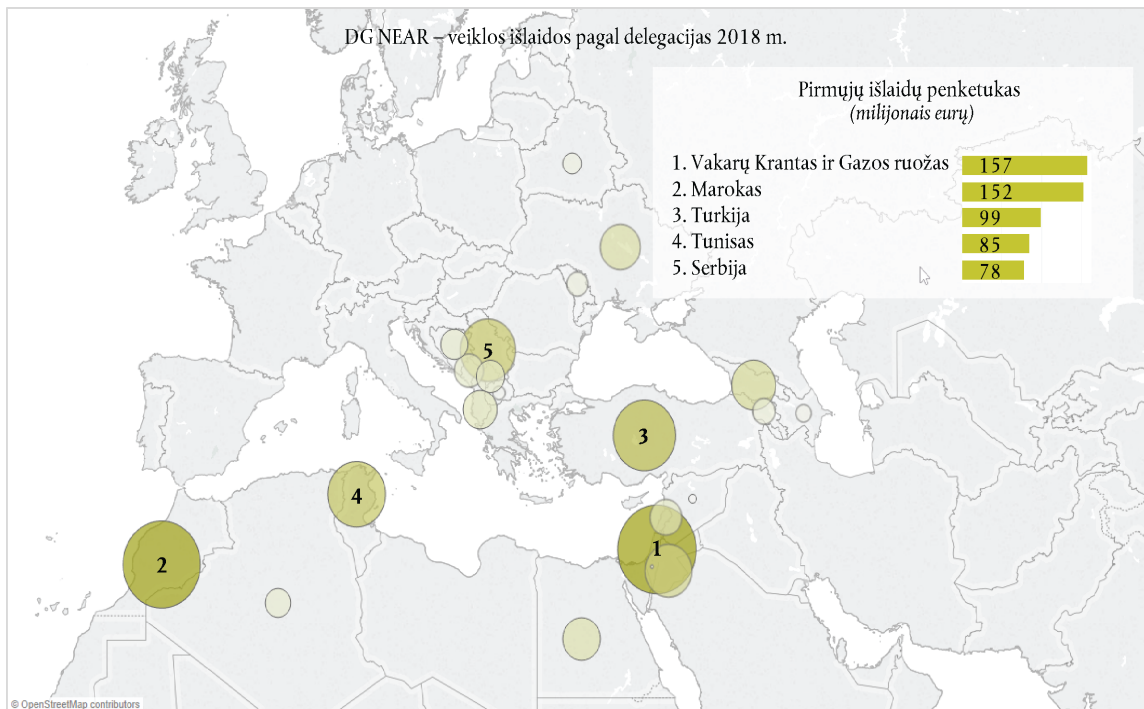 DG NEAR – veiklos išlaidos pagal delegacijas 2018 m.
Pirmųjų išlaidų penketukas
(milijonais eurų)
1. Vakarų Krantas ir Gazos ruožas 157
2. Marokas 152
3. Turkija 99
4. Tunisas 85
5. Serbija 78
5
3
4
1
2
© OpenStreetMap contributors